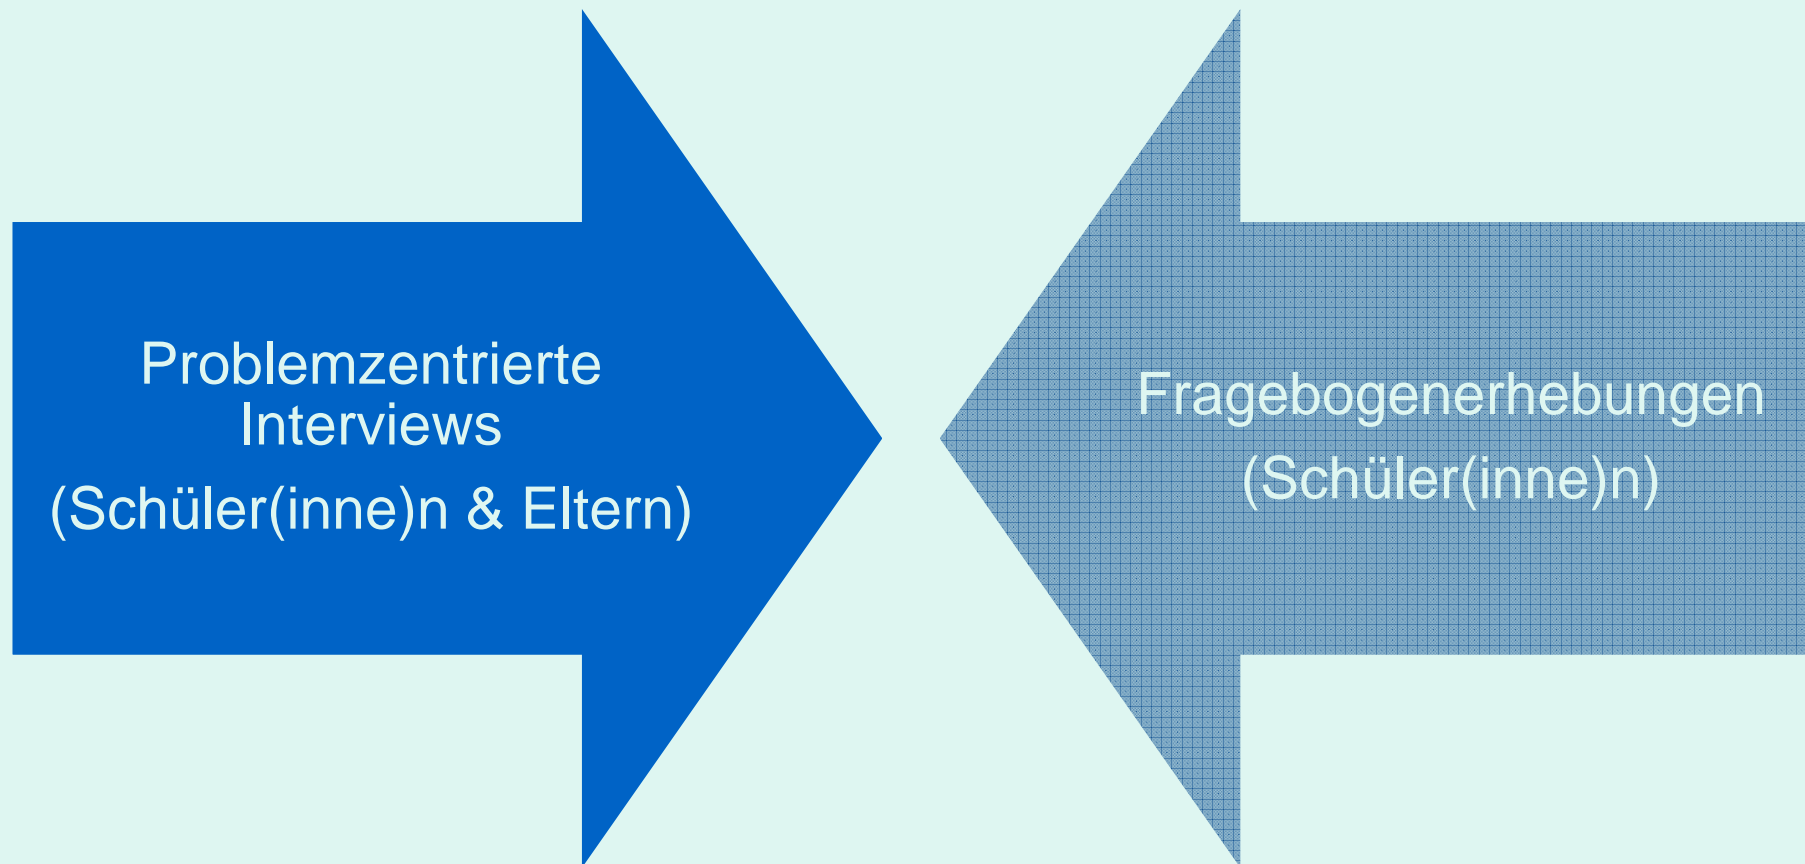 Problemzentrierte
Interviews
(Schüler(inne)n & Eltern)
Fragebogenerhebungen
(Schüler(inne)n)